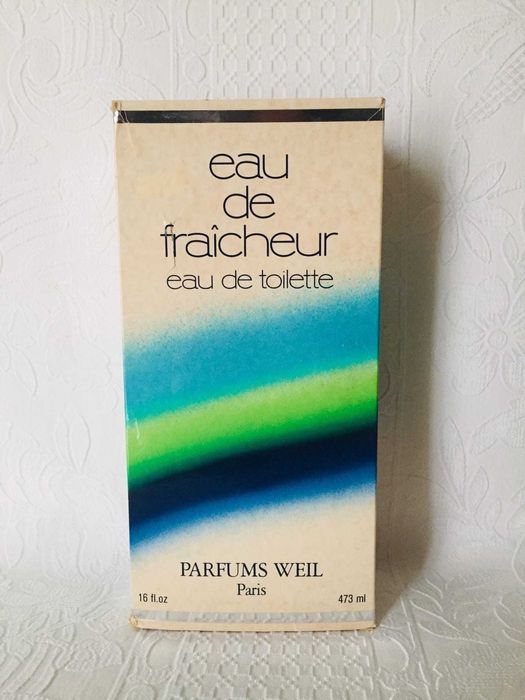 eau
de
fraîcheur
eau de toilette
PARFUMS WEIL
Paris
16 fl.oz 473 ml